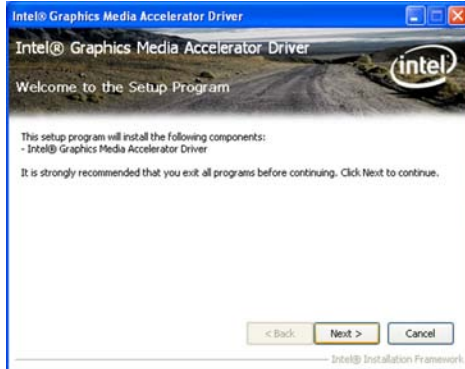 Intel® Graphics Media Accelerator Driver
Intel® Graphics Media Accelerator Driver
intel
Welcome to the Setup Program
This setup program will install the following components:
- Intel® Graphics Media Accelerator Driver
It is strongly recommended that you exit all programs before continuing. Click Next to continue.
< Back Next > Cancel
Intel® Installation Framework